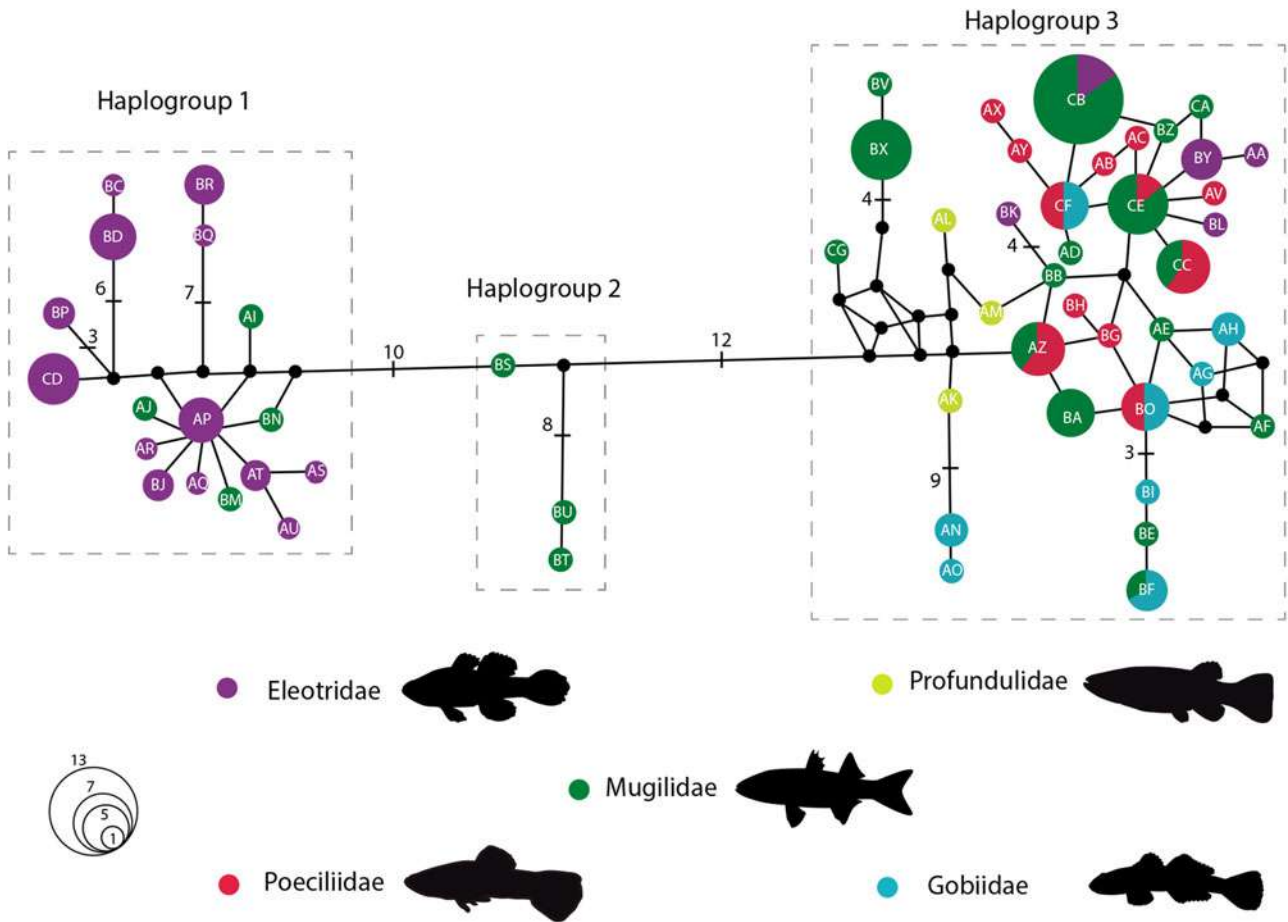 Haplogroup 3
Haplogroup 1
Haplogroup 2
BC
BD
BR
BQ
6
7
BP
3
CD
AI
AJ
AP
BN
AR
BJ
AQ
BM
AT
AS
AU
10
BS
8
BU
BT
12
BV
BX
4
CG
AL
AM
AK
9
AN
AO
CB
AX
AY
AB
AC
BZ
CA
BY
AA
CF
CE
AV
BL
BK
4
AD
CC
BB
BH
BG
AZ
BA
AE
AH
AG
BO
AF
3
BI
BE
BF
Eleotridae
Profundulidae
13
7
5
1
Mugilidae
Poeciliidae
Gobiidae